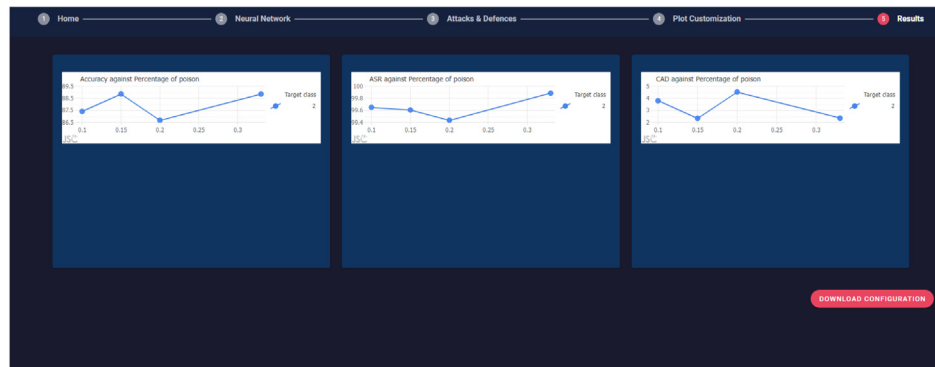 1 Home 2 Neural Network 3 Attacks & Defences 4 Plot Customization 5 Results
Accuracy against Percentage of poison
89.5
88.5
87.5
86.5
0.1 0.15 0.2 0.25 0.3
Target class
2
JSC
ASR against Percentage of poison
100
99.8
99.6
99.4
0.1 0.15 0.2 0.25 0.3
Target class
2
JSC
CAD against Percentage of poison
5
4
3
2
0.1 0.15 0.2 0.25 0.3
Target class
2
JSC
DOWNLOAD CONFIGURATION